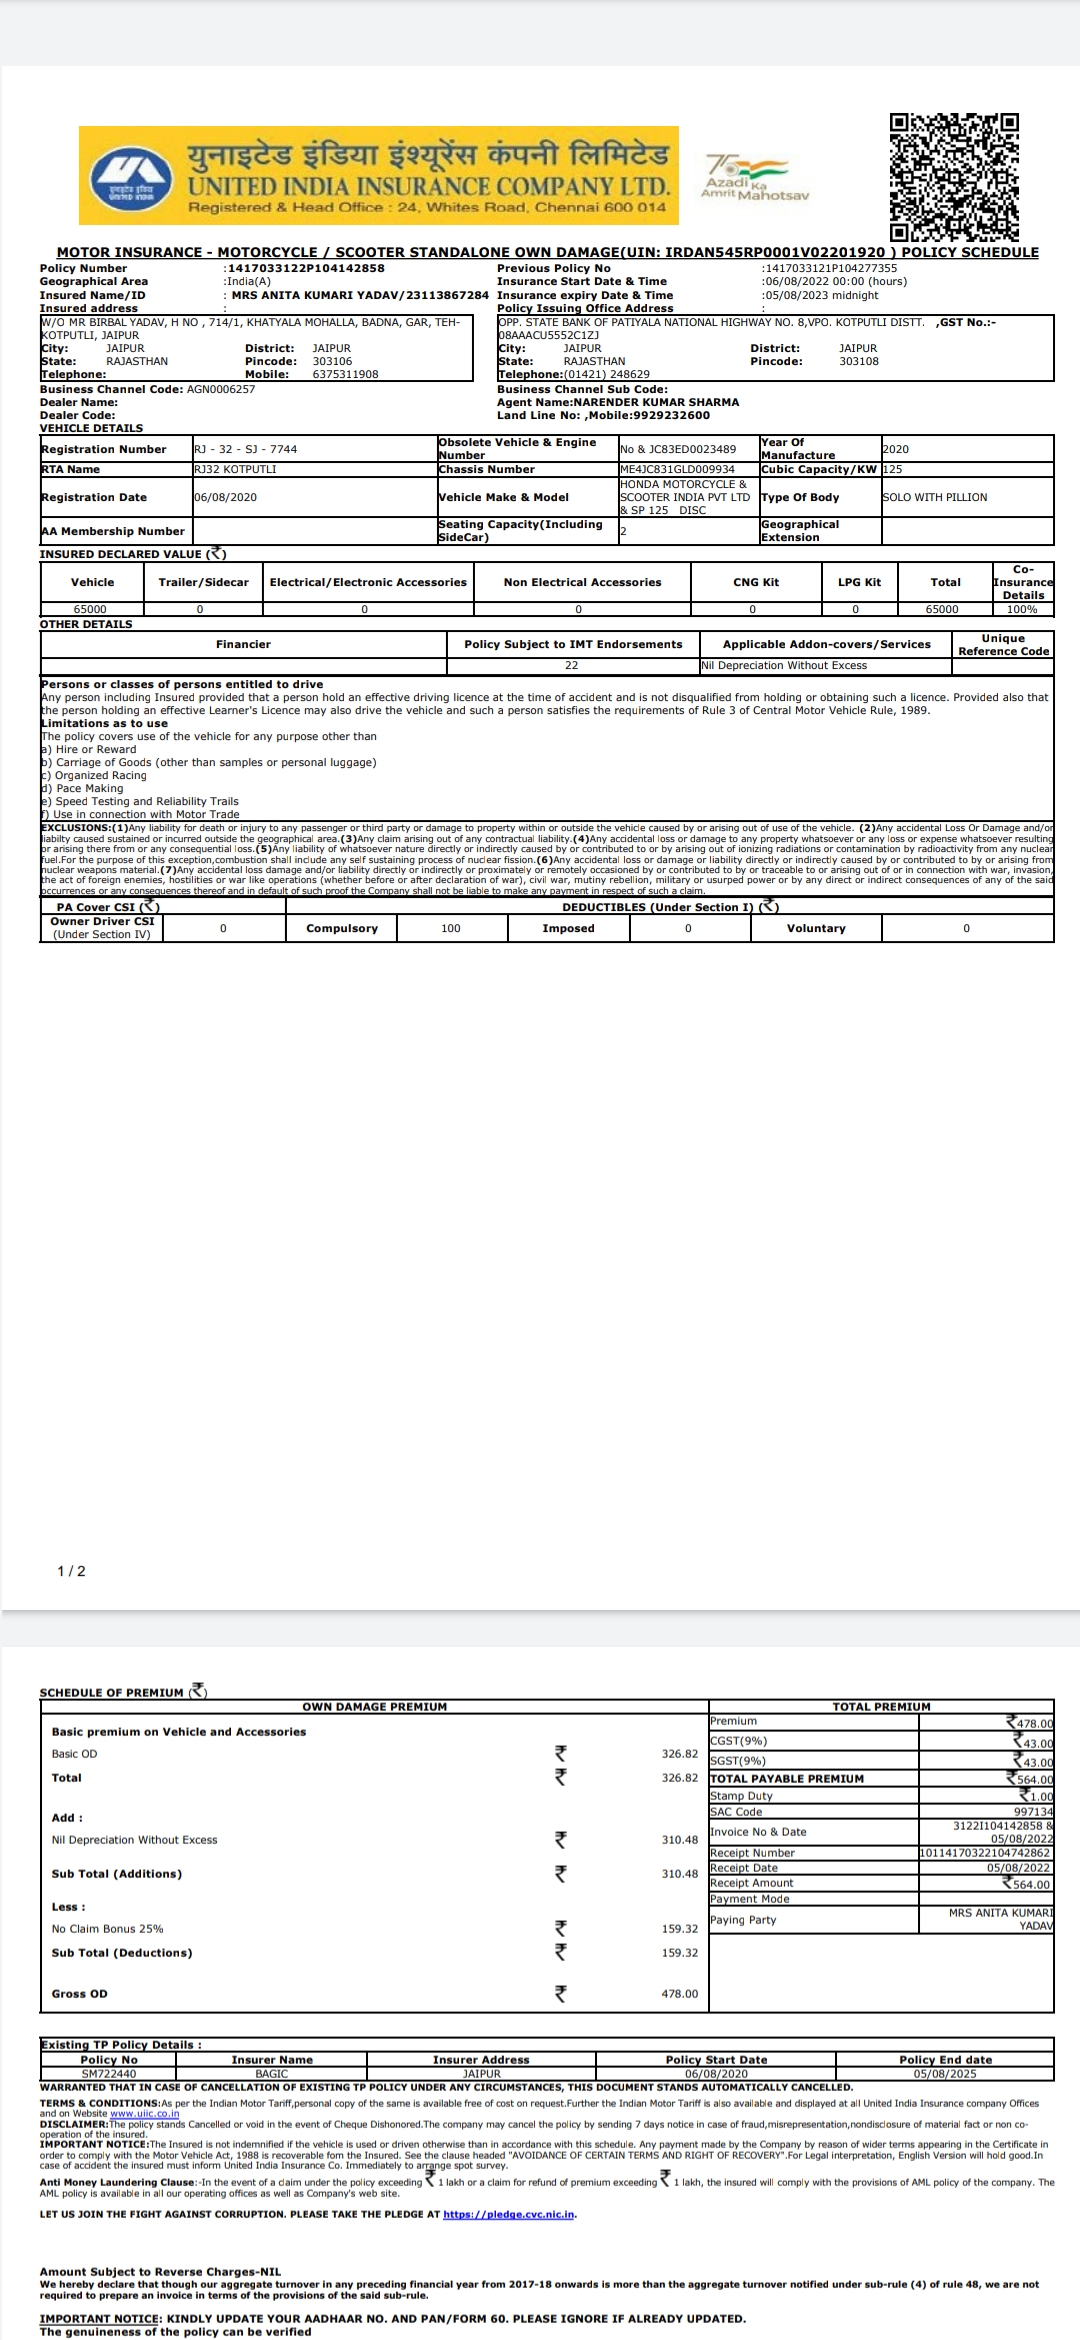 युनाइटेड इंडिया इंश्यूरेंस कंपनी लिमिटेड
UNITED INDIA INSURANCE COMPANY LTD.
Registered & Head Office : 24, Whites Road, Chennai 600 014
युनाइटेड इंडिया
UNITED INDIA
75
Azadi Ka
Amrit Mahotsav
MOTOR INSURANCE - MOTORCYCLE / SCOOTER STANDALONE OWN DAMAGE(UIN: IRDAN545RP0001V02201920 ) POLICY SCHEDULE
Policy Number :1417033122P104142858 Previous Policy No :1417033121P104277355
Geographical Area :India(A) Insurance Start Date & Time :06/08/2022 00:00 (hours)
Insured Name/ID : MRS ANITA KUMARI YADAV/23113867284 Insurance expiry Date & Time :05/08/2023 midnight
Insured address : Policy Issuing Office Address :
W/O MR BIRBAL YADAV, H NO , 714/1, KHATYALA MOHALLA, BADNA, GAR, TEH- OPP. STATE BANK OF PATIYALA NATIONAL HIGHWAY NO. 8,VPO. KOTPUTLI DISTT. ,GST No.:-
KOTPUTLI, JAIPUR 08AAACU5552C1ZJ
City: JAIPUR District: JAIPUR City: JAIPUR District: JAIPUR
State: RAJASTHAN Pincode: 303106 State: RAJASTHAN Pincode: 303108
Telephone: Mobile: 6375311908 Telephone:(01421) 248629
Business Channel Code: AGN0006257 Business Channel Sub Code:
Dealer Name: Agent Name:NARENDER KUMAR SHARMA
Dealer Code: Land Line No: ,Mobile:9929232600
VEHICLE DETAILS
Registration Number RJ - 32 - SJ - 7744 Obsolete Vehicle & Engine Number No & JC83ED0023489 Year Of Manufacture 2020
RTA Name RJ32 KOTPUTLI Chassis Number ME4JC831GLD009934 Cubic Capacity/KW 125
Registration Date 06/08/2020 Vehicle Make & Model HONDA MOTORCYCLE & SCOOTER INDIA PVT LTD & SP 125 DISC Type Of Body SOLO WITH PILLION
AA Membership Number Seating Capacity(Including SideCar) 2 Geographical Extension
INSURED DECLARED VALUE (₹)
Vehicle Trailer/Sidecar Electrical/Electronic Accessories Non Electrical Accessories CNG Kit LPG Kit Total Co-Insurance Details
65000 0 0 0 0 0 65000 100%
OTHER DETAILS
Financier Policy Subject to IMT Endorsements Applicable Addon-covers/Services Unique Reference Code
22 Nil Depreciation Without Excess
Persons or classes of persons entitled to drive
Any person including Insured provided that a person hold an effective driving licence at the time of accident and is not disqualified from holding or obtaining such a licence. Provided also that
the person holding an effective Learner's Licence may also drive the vehicle and such a person satisfies the requirements of Rule 3 of Central Motor Vehicle Rule, 1989.
Limitations as to use
The policy covers use of the vehicle for any purpose other than
a) Hire or Reward
b) Carriage of Goods (other than samples or personal luggage)
c) Organized Racing
d) Pace Making
e) Speed Testing and Reliability Trails
f) Use in connection with Motor Trade
EXCLUSIONS:(1)Any liability for death or injury to any passenger or third party or damage to property within or outside the vehicle caused by or arising out of use of the vehicle. (2)Any accidental Loss Or Damage and/or
liabilty caused sustained or incurred outside the geographical area.(3)Any claim arising out of any contractual liability.(4)Any accidental loss or damage to any property whatsoever or any loss or expense whatsoever resulting
or arising there from or any consequential loss.(5)Any liability of whatsoever nature directly or indirectly caused by or contributed to or by arising out of ionizing radiations or contamination by radioactivity from any nuclear
fuel.For the purpose of this exception,combustion shall include any self sustaining process of nuclear fission.(6)Any accidental loss or damage or liability directly or indirectly caused by or contributed to by or arising from
nuclear weapons material.(7)Any accidental loss damage and/or liability directly or indirectly or proximately or remotely occasioned by or contributed to by or traceable to or arising out of or in connection with war, invasion,
the act of foreign enemies, hostilities or war like operations (whether before or after declaration of war), civil war, mutiny rebellion, military or usurped power or by any direct or indirect consequences of any of the said
occurrences or any consequences thereof and in default of such proof the Company shall not be liable to make any payment in respect of such a claim.
PA Cover CSI (₹) DEDUCTIBLES (Under Section I) (₹)
Owner Driver CSI (Under Section IV) 0 Compulsory 100 Imposed 0 Voluntary 0
1 / 2
SCHEDULE OF PREMIUM (₹)
OWN DAMAGE PREMIUM TOTAL PREMIUM
Basic premium on Vehicle and Accessories
Basic OD ₹ 326.82
Total ₹ 326.82
Add :
Nil Depreciation Without Excess ₹ 310.48
Sub Total (Additions) ₹ 310.48
Less :
No Claim Bonus 25% ₹ 159.32
Sub Total (Deductions) ₹ 159.32
Gross OD ₹ 478.00
Premium ₹478.00
CGST(9%) ₹43.00
SGST(9%) ₹43.00
TOTAL PAYABLE PREMIUM ₹564.00
Stamp Duty ₹1.00
SAC Code 997134
Invoice No & Date 3122I104142858 & 05/08/2022
Receipt Number 10114170322104742862
Receipt Date 05/08/2022
Receipt Amount ₹564.00
Payment Mode
Paying Party MRS ANITA KUMARI YADAV
Existing TP Policy Details :
Policy No Insurer Name Insurer Address Policy Start Date Policy End date
SM722440 BAGIC JAIPUR 06/08/2020 05/08/2025
WARRANTED THAT IN CASE OF CANCELLATION OF EXISTING TP POLICY UNDER ANY CIRCUMSTANCES, THIS DOCUMENT STANDS AUTOMATICALLY CANCELLED.
TERMS & CONDITIONS:As per the Indian Motor Tariff,personal copy of the same is available free of cost on request.Further the Indian Motor Tariff is also available and displayed at all United India Insurance company Offices
and on Website www.uiic.co.in
DISCLAIMER:The policy stands Cancelled or void in the event of Cheque Dishonored.The company may cancel the policy by sending 7 days notice in case of fraud,misrepresentation,nondisclosure of material fact or non co-
operation of the insured.
IMPORTANT NOTICE:The Insured is not indemnified if the vehicle is used or driven otherwise than in accordance with this schedule. Any payment made by the Company by reason of wider terms appearing in the Certificate in
order to comply with the Motor Vehicle Act, 1988 is recoverable fom the Insured. See the clause headed "AVOIDANCE OF CERTAIN TERMS AND RIGHT OF RECOVERY".For Legal interpretation, English Version will hold good.In
case of accident the insured must inform United India Insurance Co. Immediately to arrange spot survey.
Anti Money Laundering Clause:-In the event of a claim under the policy exceeding ₹ 1 lakh or a claim for refund of premium exceeding ₹ 1 lakh, the insured will comply with the provisions of AML policy of the company. The
AML policy is available in all our operating offices as well as Company's web site.
LET US JOIN THE FIGHT AGAINST CORRUPTION. PLEASE TAKE THE PLEDGE AT https://pledge.cvc.nic.in.
Amount Subject to Reverse Charges-NIL
We hereby declare that though our aggregate turnover in any preceding financial year from 2017-18 onwards is more than the aggregate turnover notified under sub-rule (4) of rule 48, we are not
required to prepare an invoice in terms of the provisions of the said sub-rule.
IMPORTANT NOTICE: KINDLY UPDATE YOUR AADHAAR NO. AND PAN/FORM 60. PLEASE IGNORE IF ALREADY UPDATED.
The genuineness of the policy can be verified